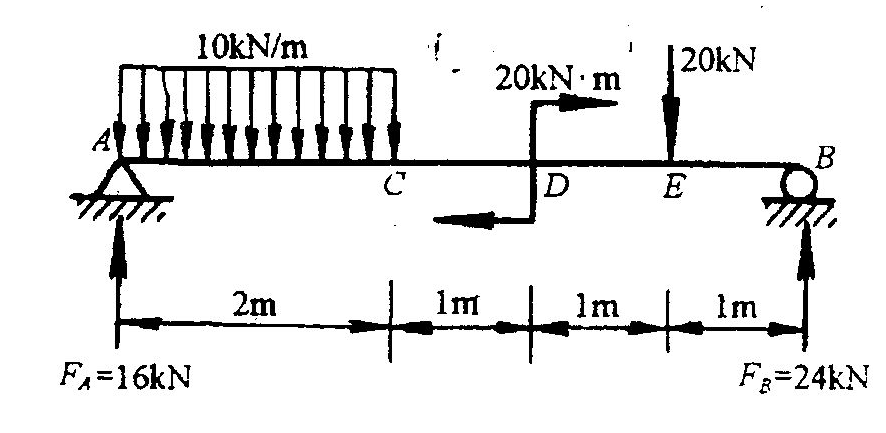 10kN/m
20kN
20kN·m
A
B
C
D
E
2m
1m
1m
1m
F_A=16kN
F_B=24kN